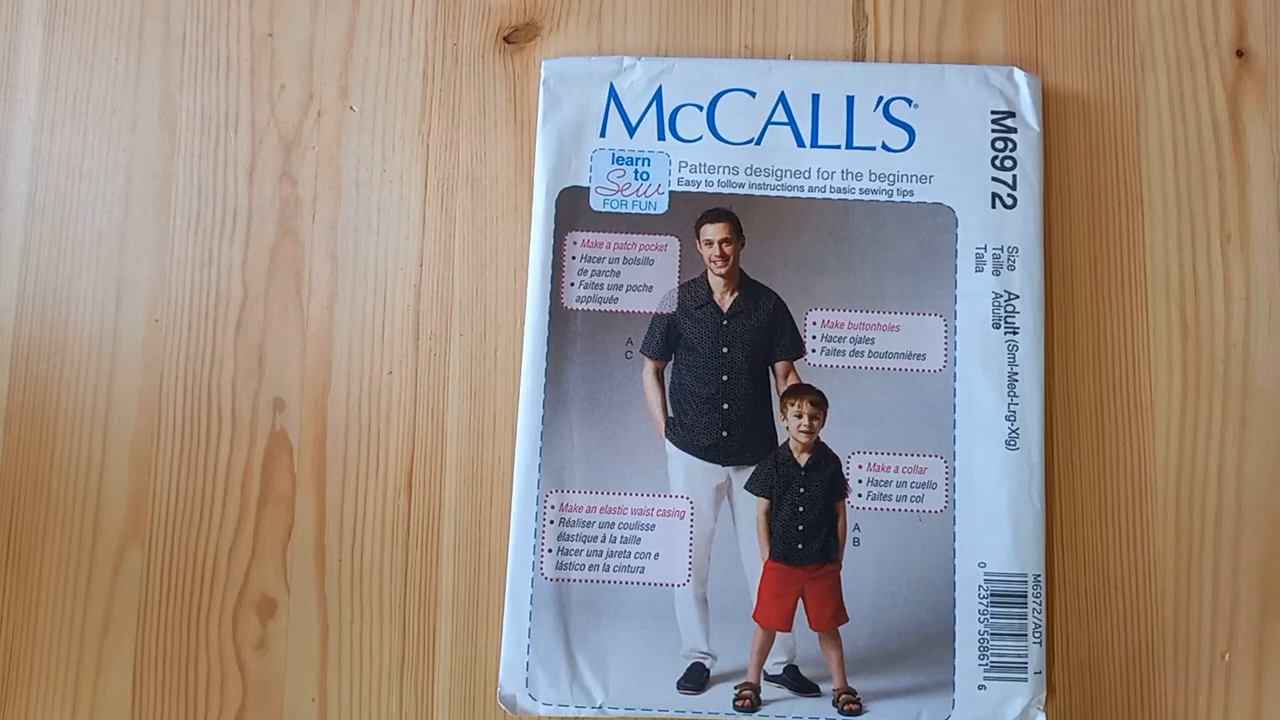 McCALL'S
learn
to
Sew
FOR FUN
Patterns designed for the beginner
Easy to follow instructions and basic sewing tips
M6972
Size
Taille
Talla
Adult (Sml-Med-Lrg-Xlg)
Adulte
• Make a patch pocket
• Hacer un bolsillo
de parche
• Faites une poche
appliquée
A
C
• Make buttonholes
• Hacer ojales
• Faites des boutonnières
• Make a collar
• Hacer un cuello
• Faites un col
A
B
• Make an elastic waist casing
• Réaliser une coulisse
élastique à la taille
• Hacer una jareta con e
lástico en la cintura
M6972/ADT 1
0 23795 56861 6